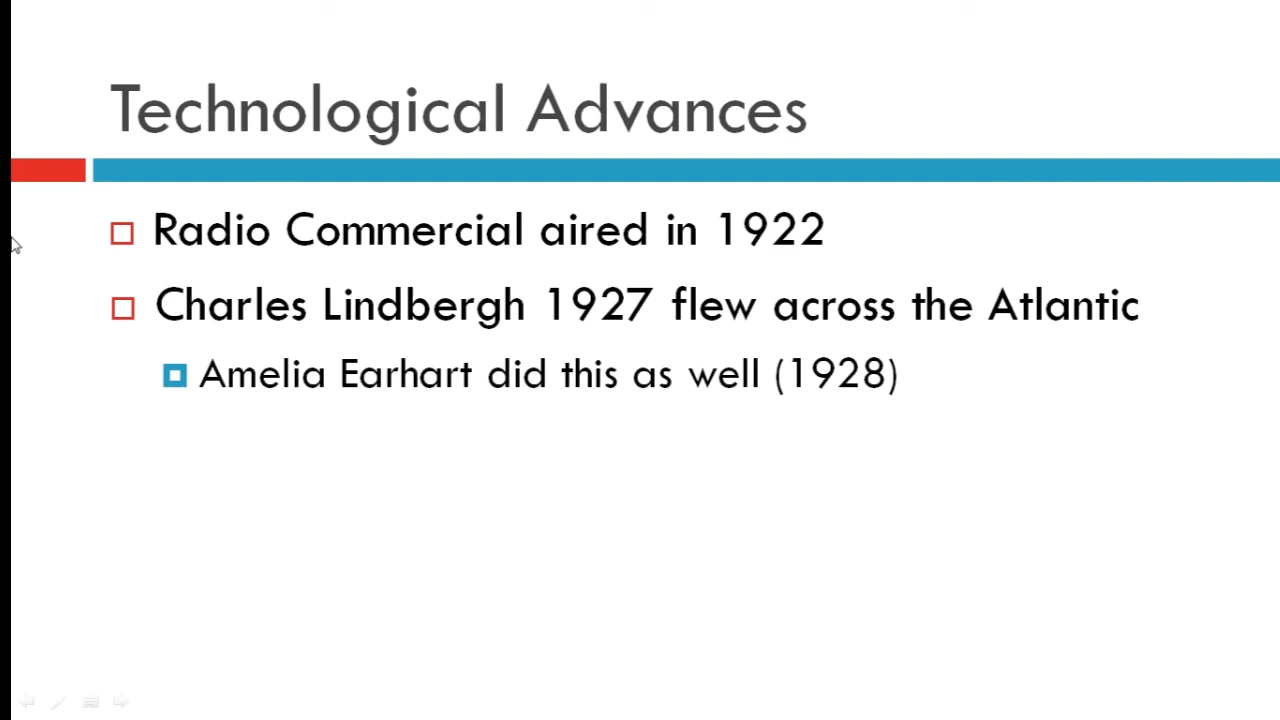 Technological Advances
Radio Commercial aired in 1922
Charles Lindbergh 1927 flew across the Atlantic
Amelia Earhart did this as well (1928)